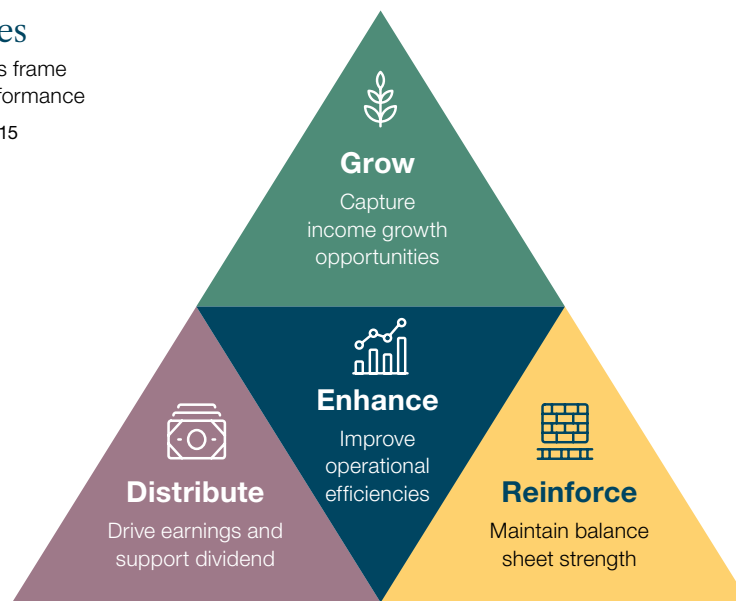 es
s frame
formance
15
Grow
Capture
income growth
opportunities
Enhance
Improve
operational
efficiencies
Distribute
Drive earnings and
support dividend
Reinforce
Maintain balance
sheet strength